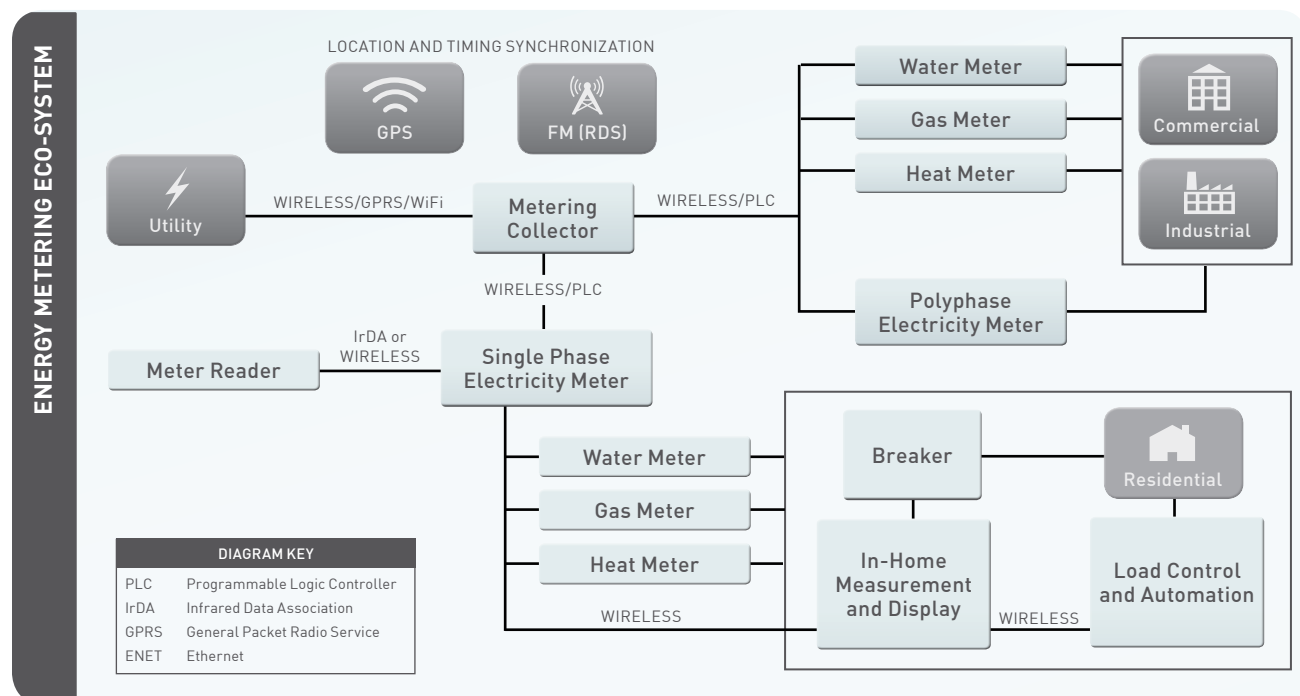 ENERGY METERING ECO-SYSTEM
LOCATION AND TIMING SYNCHRONIZATION
GPS
FM (RDS)
Utility
WIRELESS/GPRS/WiFi
Metering
Collector
WIRELESS/PLC
Water Meter
Gas Meter
Heat Meter
Polyphase
Electricity Meter
Commercial
Industrial
WIRELESS/PLC
Meter Reader
IrDA or
WIRELESS
Single Phase
Electricity Meter
Water Meter
Gas Meter
Heat Meter
WIRELESS
Breaker
Residential
In-Home
Measurement
and Display
WIRELESS
Load Control
and Automation
DIAGRAM KEY
PLC Programmable Logic Controller
IrDA Infrared Data Association
GPRS General Packet Radio Service
ENET Ethernet